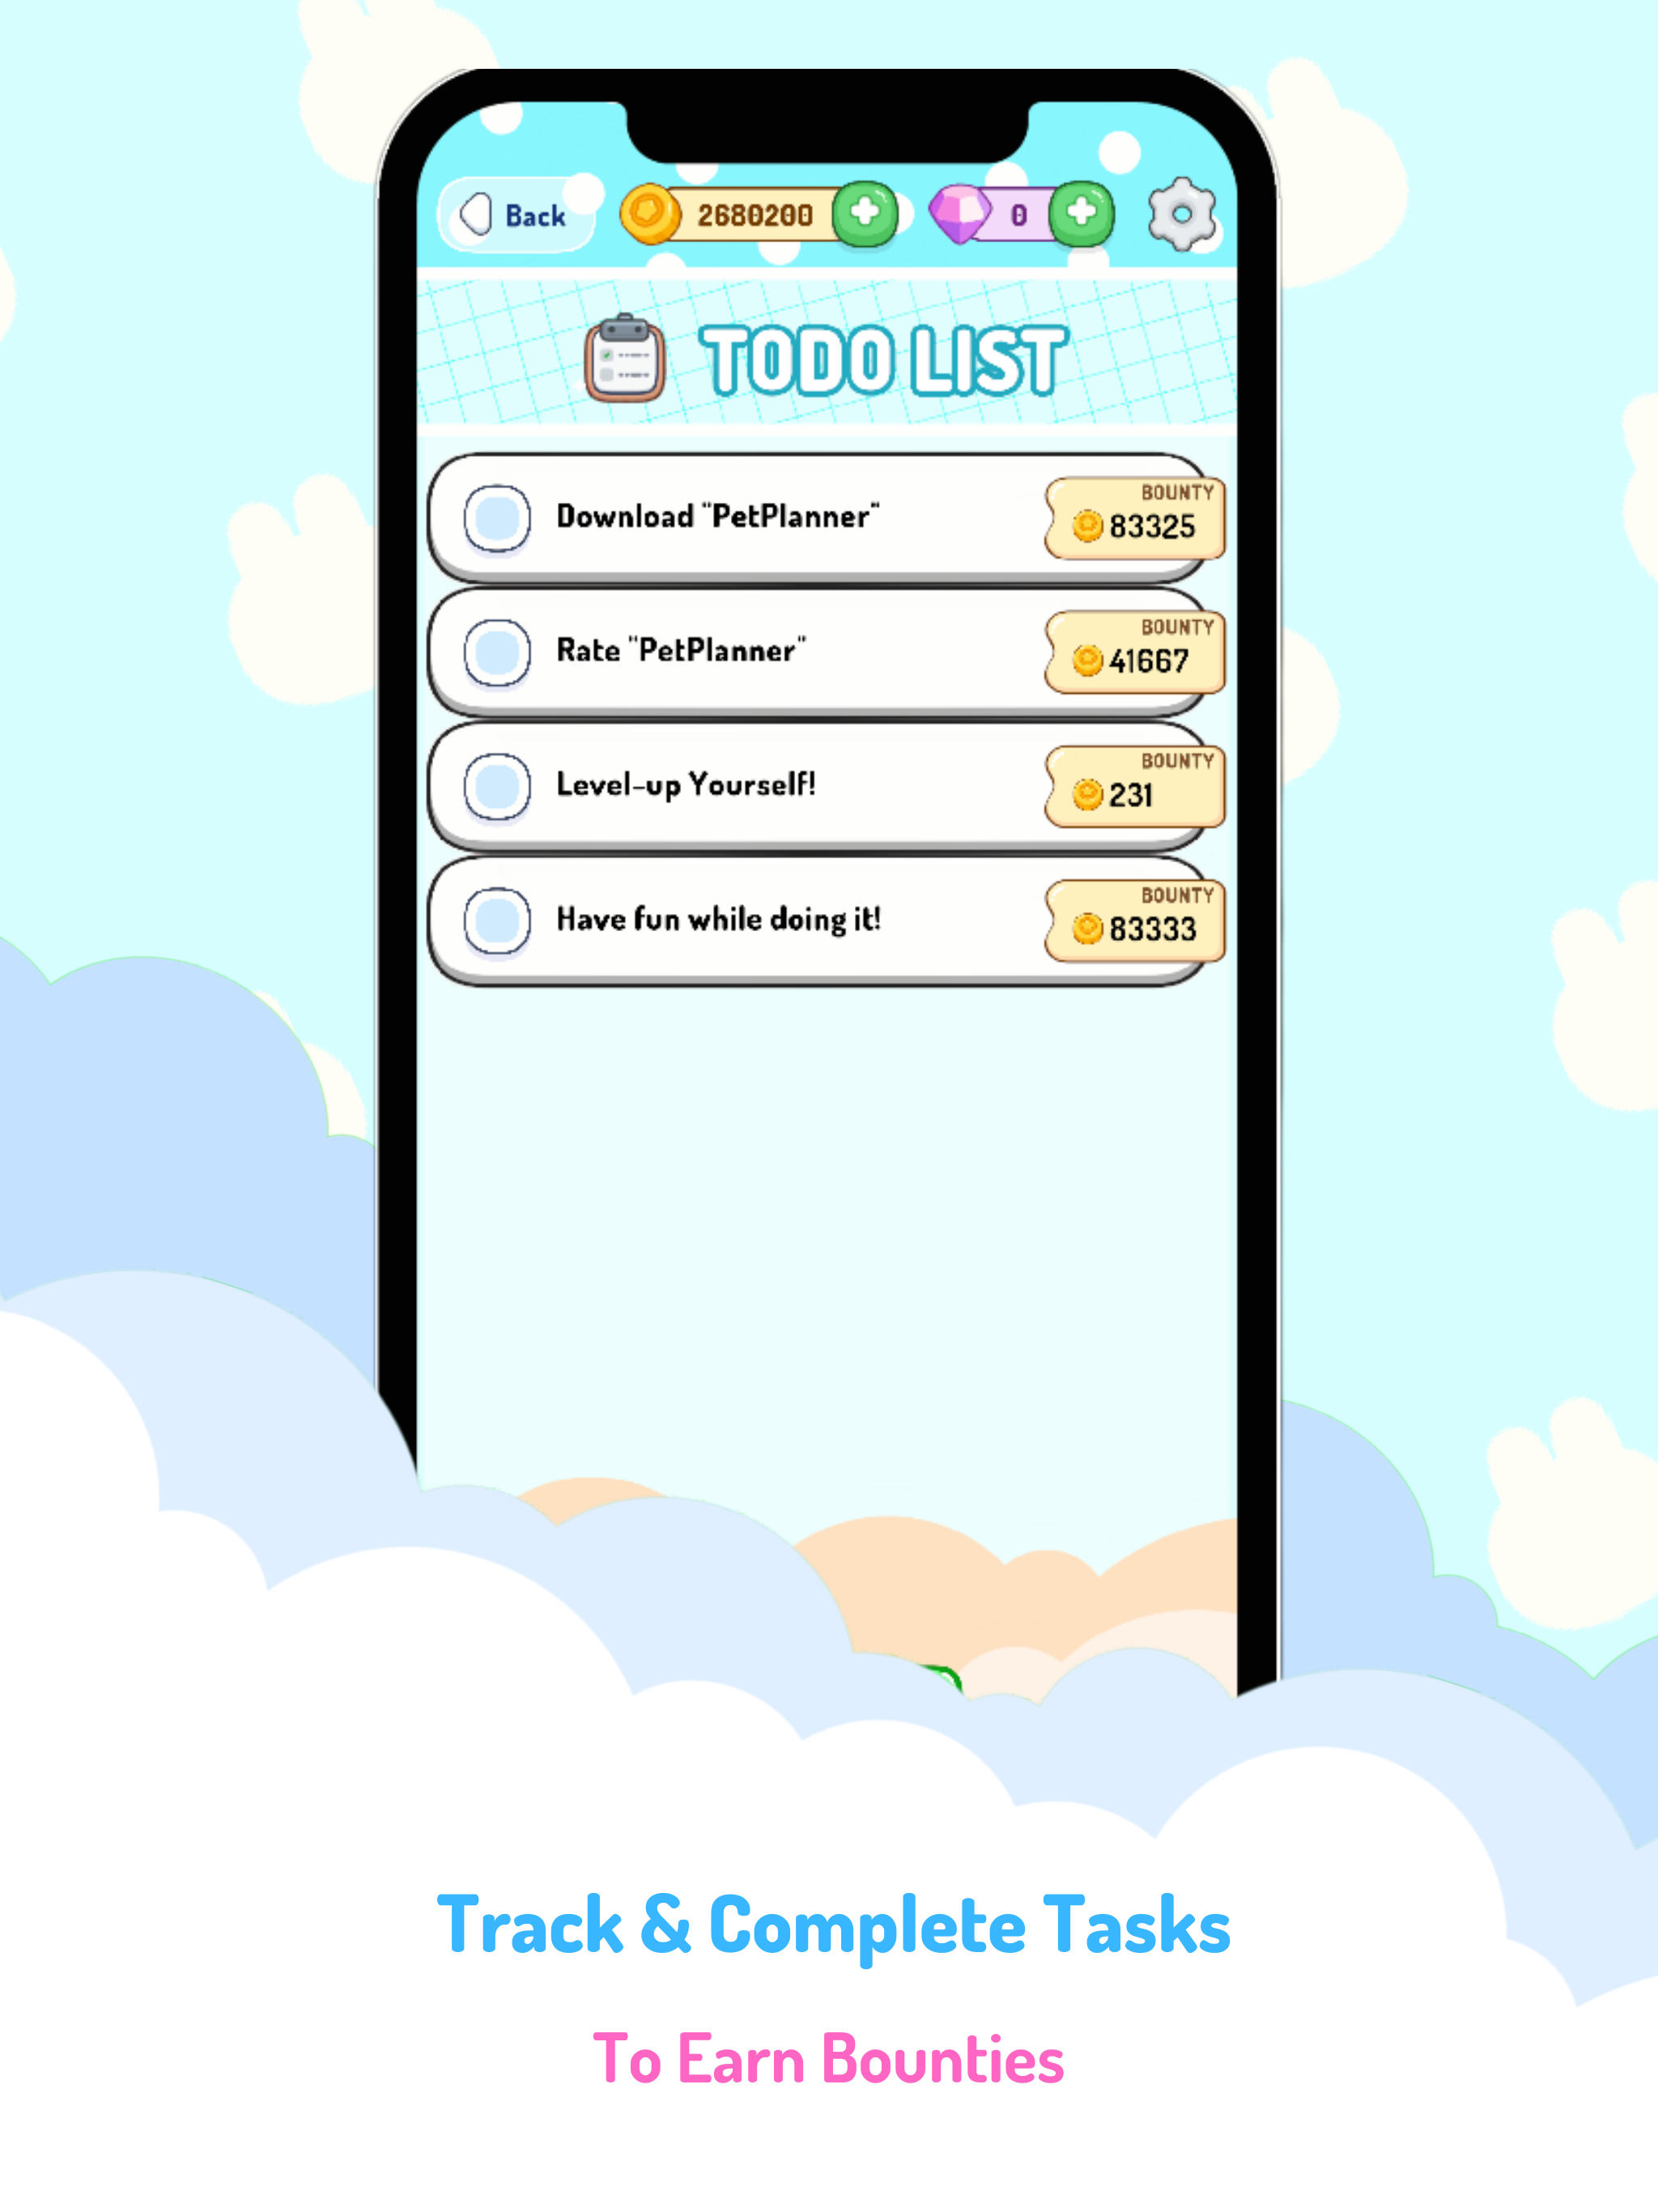 Back
2680200
0
TODO LIST
Download "PetPlanner"
BOUNTY
83325
Rate "PetPlanner"
BOUNTY
41667
Level-up Yourself!
BOUNTY
231
Have fun while doing it!
BOUNTY
83333
Track & Complete Tasks
To Earn Bounties